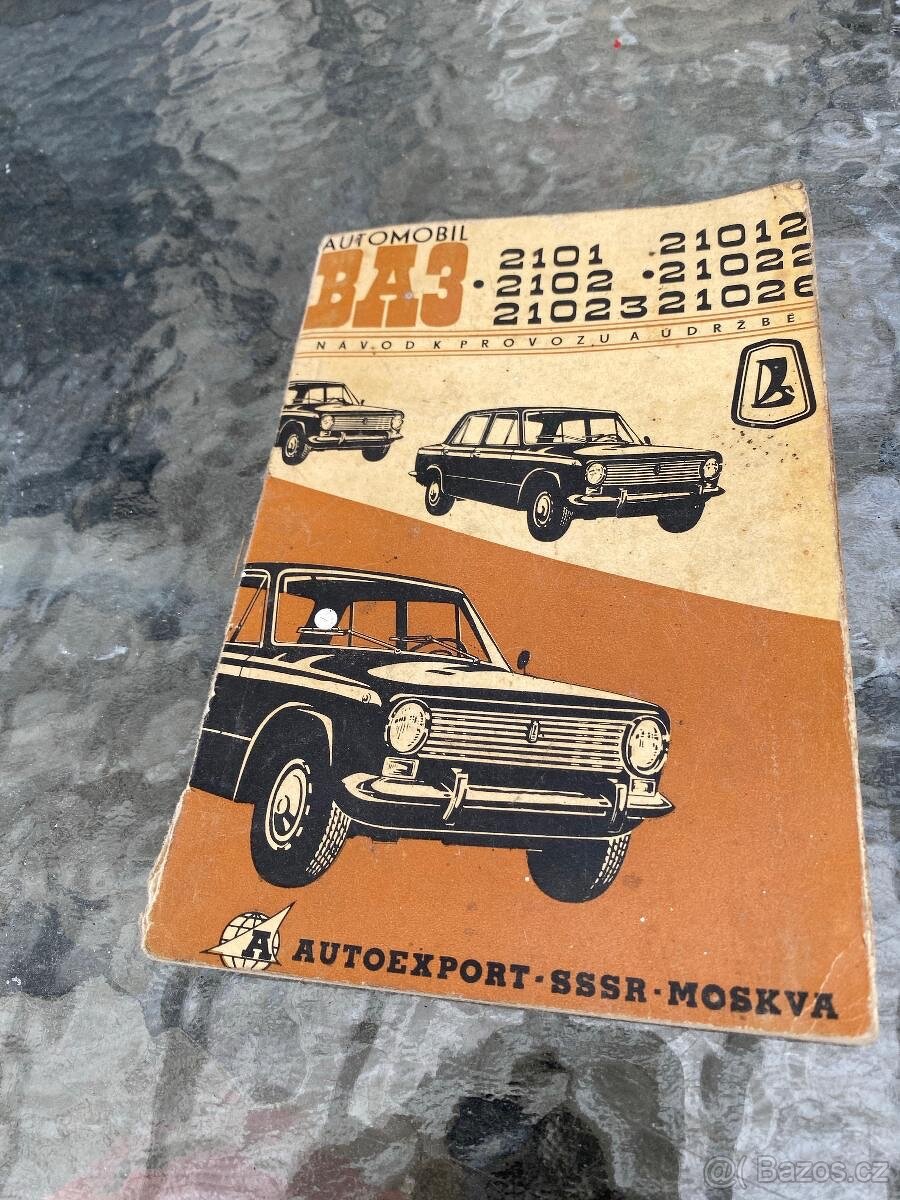 AUTOMOBIL
ВАЗ · 2101 · 21012
2102 · 21022
21023 21026
NÁVOD K PROVOZU A ÚDRŽBĚ
A AUTOEXPORT-SSSR-MOSKVA
Bazos.cz